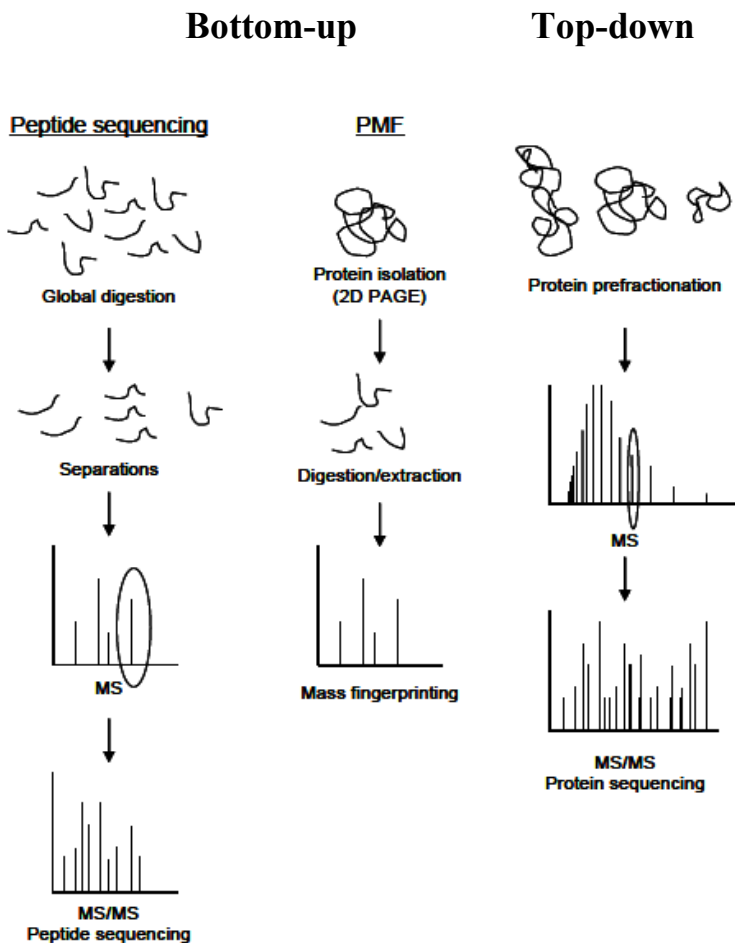 Bottom-up
Top-down
Peptide sequencing
Global digestion
Separations
MS
MS/MS
Peptide sequencing
PMF
Protein isolation
(2D PAGE)
Digestion/extraction
Mass fingerprinting
Protein prefractionation
MS
MS/MS
Protein sequencing